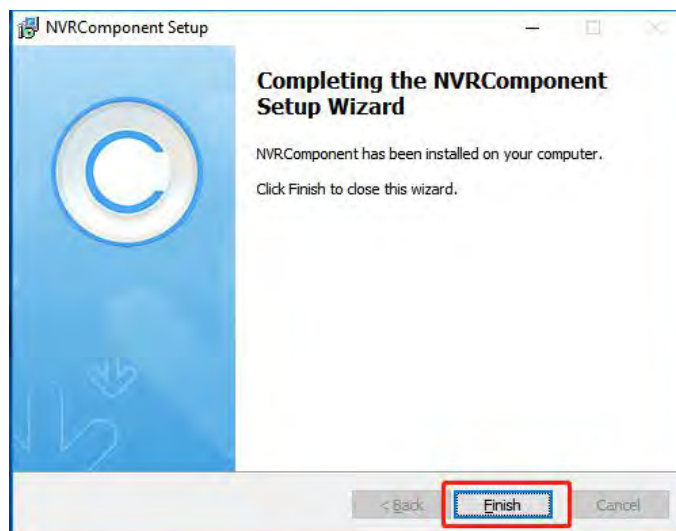 NVRComponent Setup
Completing the NVRComponent
Setup Wizard
NVRComponent has been installed on your computer.
Click Finish to close this wizard.
< Back Finish Cancel